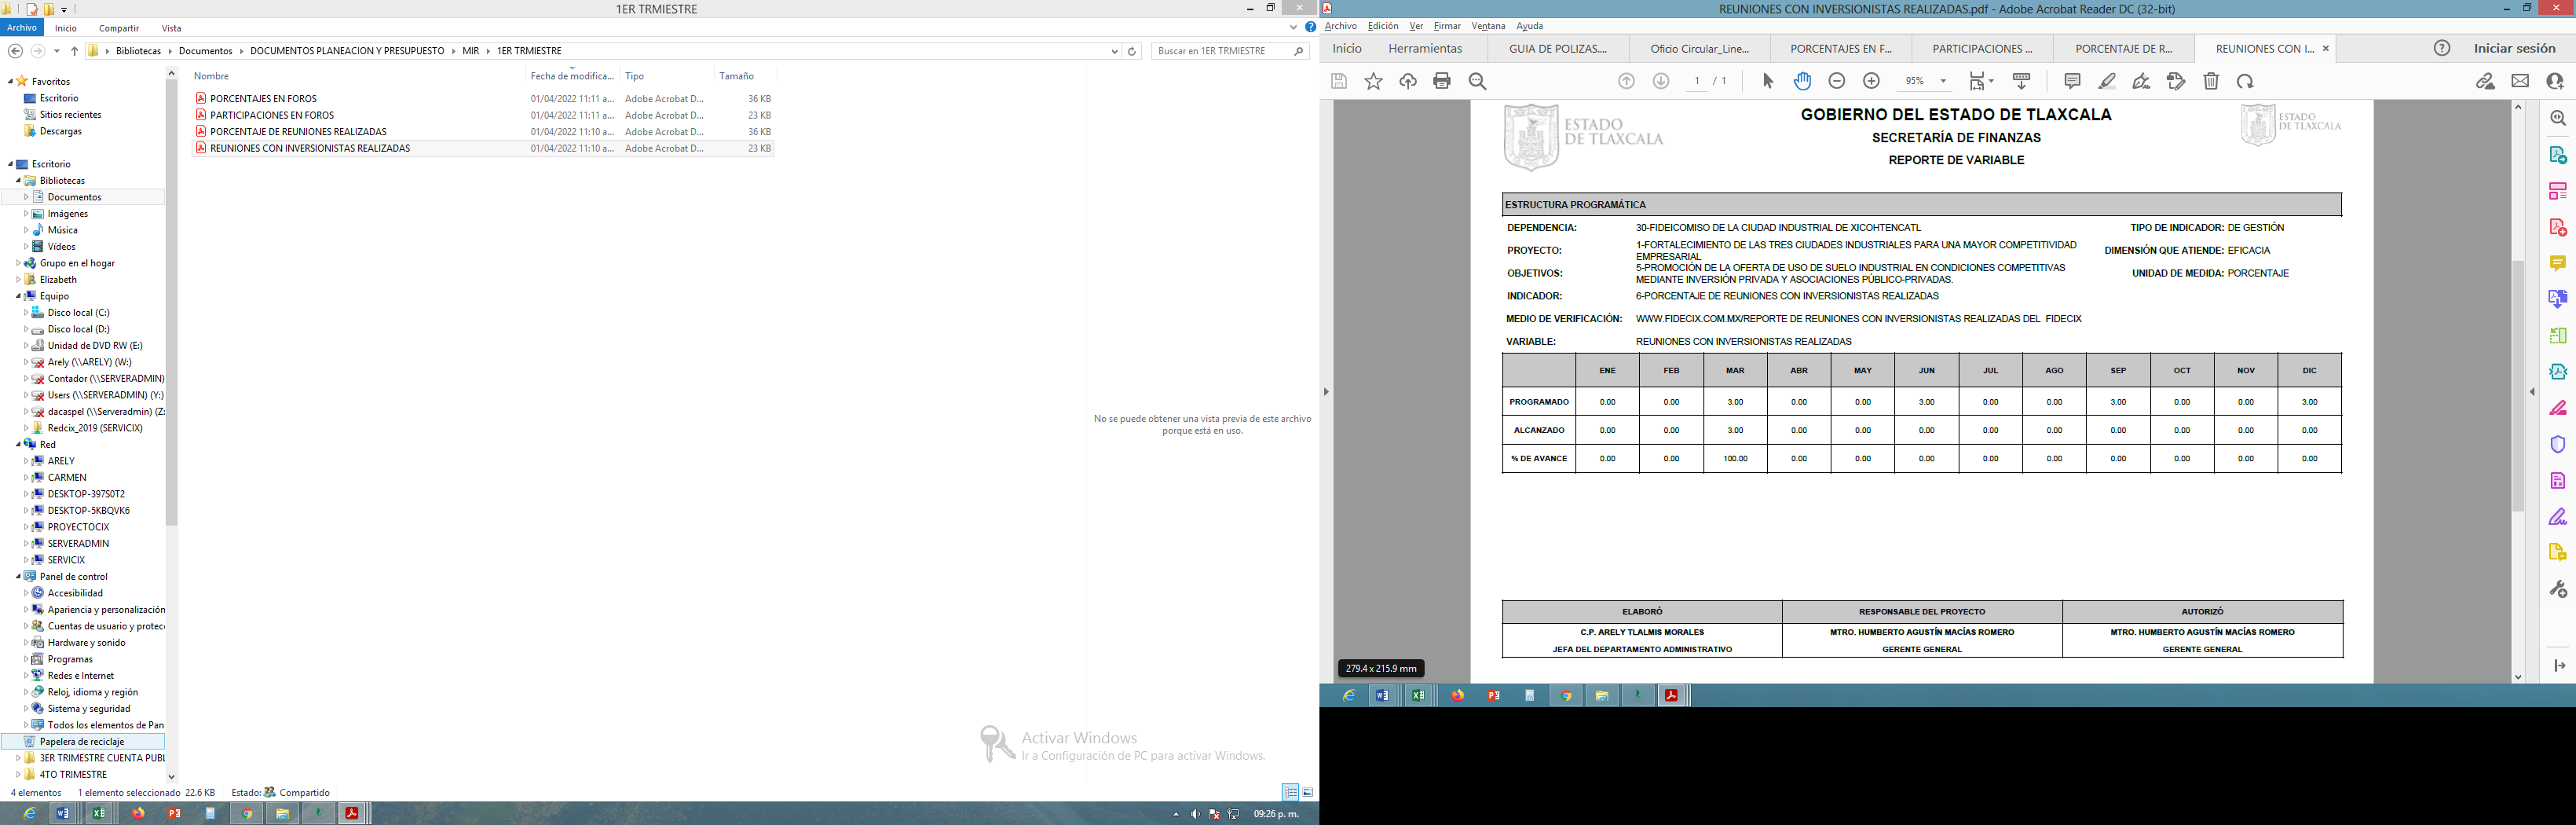 1ER TRMIESTRE
Archivo Inicio Compartir Vista
Bibliotecas Documentos DOCUMENTOS PLANEACION Y PRESUPUESTO MIR 1ER TRMIESTRE
Buscar en 1ER TRMIESTRE
Favoritos
Escritorio
Sitios recientes
Descargas
Escritorio
Bibliotecas
Documentos
Imágenes
Música
Vídeos
Grupo en el hogar
Elizabeth
Equipo
Disco local (C:)
Disco local (D:)
Unidad de DVD RW (E:)
Arely (\\ARELY) (W:)
Contador (\\SERVERADMIN)
Users (\\SERVERADMIN) (Y:)
dacaspel (\\Serveradmin) (Z:
Redcix_2019 (SERVICIX)
Red
ARELY
CARMEN
DESKTOP-397S0T2
DESKTOP-5KBQVK6
PROYECTOCIX
SERVERADMIN
SERVICIX
Panel de control
Accesibilidad
Apariencia y personalización
Cuentas de usuario y protec
Hardware y sonido
Programas
Redes e Internet
Reloj, idioma y región
Sistema y seguridad
Todos los elementos de Pan
Papelera de reciclaje
3ER TRIMESTRE CUENTA PUBL
4TO TRIMESTRE
Nombre Fecha de modifica... Tipo Tamaño
PORCENTAJES EN FOROS 01/04/2022 11:11 a... Adobe Acrobat D... 36 KB
PARTICIPACIONES EN FOROS 01/04/2022 11:11 a... Adobe Acrobat D... 23 KB
PORCENTAJE DE REUNIONES REALIZADAS 01/04/2022 11:10 a... Adobe Acrobat D... 36 KB
REUNIONES CON INVERSIONISTAS REALIZADAS 01/04/2022 11:10 a... Adobe Acrobat D... 23 KB
No se puede obtener una vista previa de este archivo
porque está en uso.
Activar Windows
Ir a Configuración de PC para activar Windows.
4 elementos 1 elemento seleccionado 22.6 KB Estado: Compartido
09:26 p. m.
REUNIONES CON INVERSIONISTAS REALIZADAS.pdf - Adobe Acrobat Reader DC (32-bit)
Archivo Edición Ver Firmar Ventana Ayuda
Inicio Herramientas GUIA DE POLIZAS.... Oficio Circular_Line... PORCENTAJES EN F... PARTICIPACIONES ... PORCENTAJE DE R... REUNIONES CON I... Iniciar sesión
1 / 1 95%
ESTADO
DE TLAXCALA
GOBIERNO DEL ESTADO DE TLAXCALA
SECRETARÍA DE FINANZAS
REPORTE DE VARIABLE
ESTADO
DE TLAXCALA
ESTRUCTURA PROGRAMÁTICA
DEPENDENCIA: 30-FIDEICOMISO DE LA CIUDAD INDUSTRIAL DE XICOHTENCATL TIPO DE INDICADOR: DE GESTIÓN
PROYECTO: 1-FORTALECIMIENTO DE LAS TRES CIUDADES INDUSTRIALES PARA UNA MAYOR COMPETITIVIDAD
EMPRESARIAL DIMENSIÓN QUE ATIENDE: EFICACIA
OBJETIVOS: 5-PROMOCIÓN DE LA OFERTA DE USO DE SUELO INDUSTRIAL EN CONDICIONES COMPETITIVAS
MEDIANTE INVERSIÓN PRIVADA Y ASOCIACIONES PÚBLICO-PRIVADAS. UNIDAD DE MEDIDA: PORCENTAJE
INDICADOR: 6-PORCENTAJE DE REUNIONES CON INVERSIONISTAS REALIZADAS
MEDIO DE VERIFICACIÓN: WWW.FIDECIX.COM.MX/REPORTE DE REUNIONES CON INVERSIONISTAS REALIZADAS DEL FIDECIX
VARIABLE: REUNIONES CON INVERSIONISTAS REALIZADAS
ENE FEB MAR ABR MAY JUN JUL AGO SEP OCT NOV DIC
PROGRAMADO 0.00 0.00 3.00 0.00 0.00 3.00 0.00 0.00 3.00 0.00 0.00 3.00
ALCANZADO 0.00 0.00 3.00 0.00 0.00 0.00 0.00 0.00 0.00 0.00 0.00 0.00
% DE AVANCE 0.00 0.00 100.00 0.00 0.00 0.00 0.00 0.00 0.00 0.00 0.00 0.00
ELABORÓ RESPONSABLE DEL PROYECTO AUTORIZÓ
C.P. ARELY TLALMIS MORALES MTRO. HUMBERTO AGUSTÍN MACÍAS ROMERO MTRO. HUMBERTO AGUSTÍN MACÍAS ROMERO
JEFA DEL DEPARTAMENTO ADMINISTRATIVO GERENTE GENERAL GERENTE GENERAL
279.4 x 215.9 mm